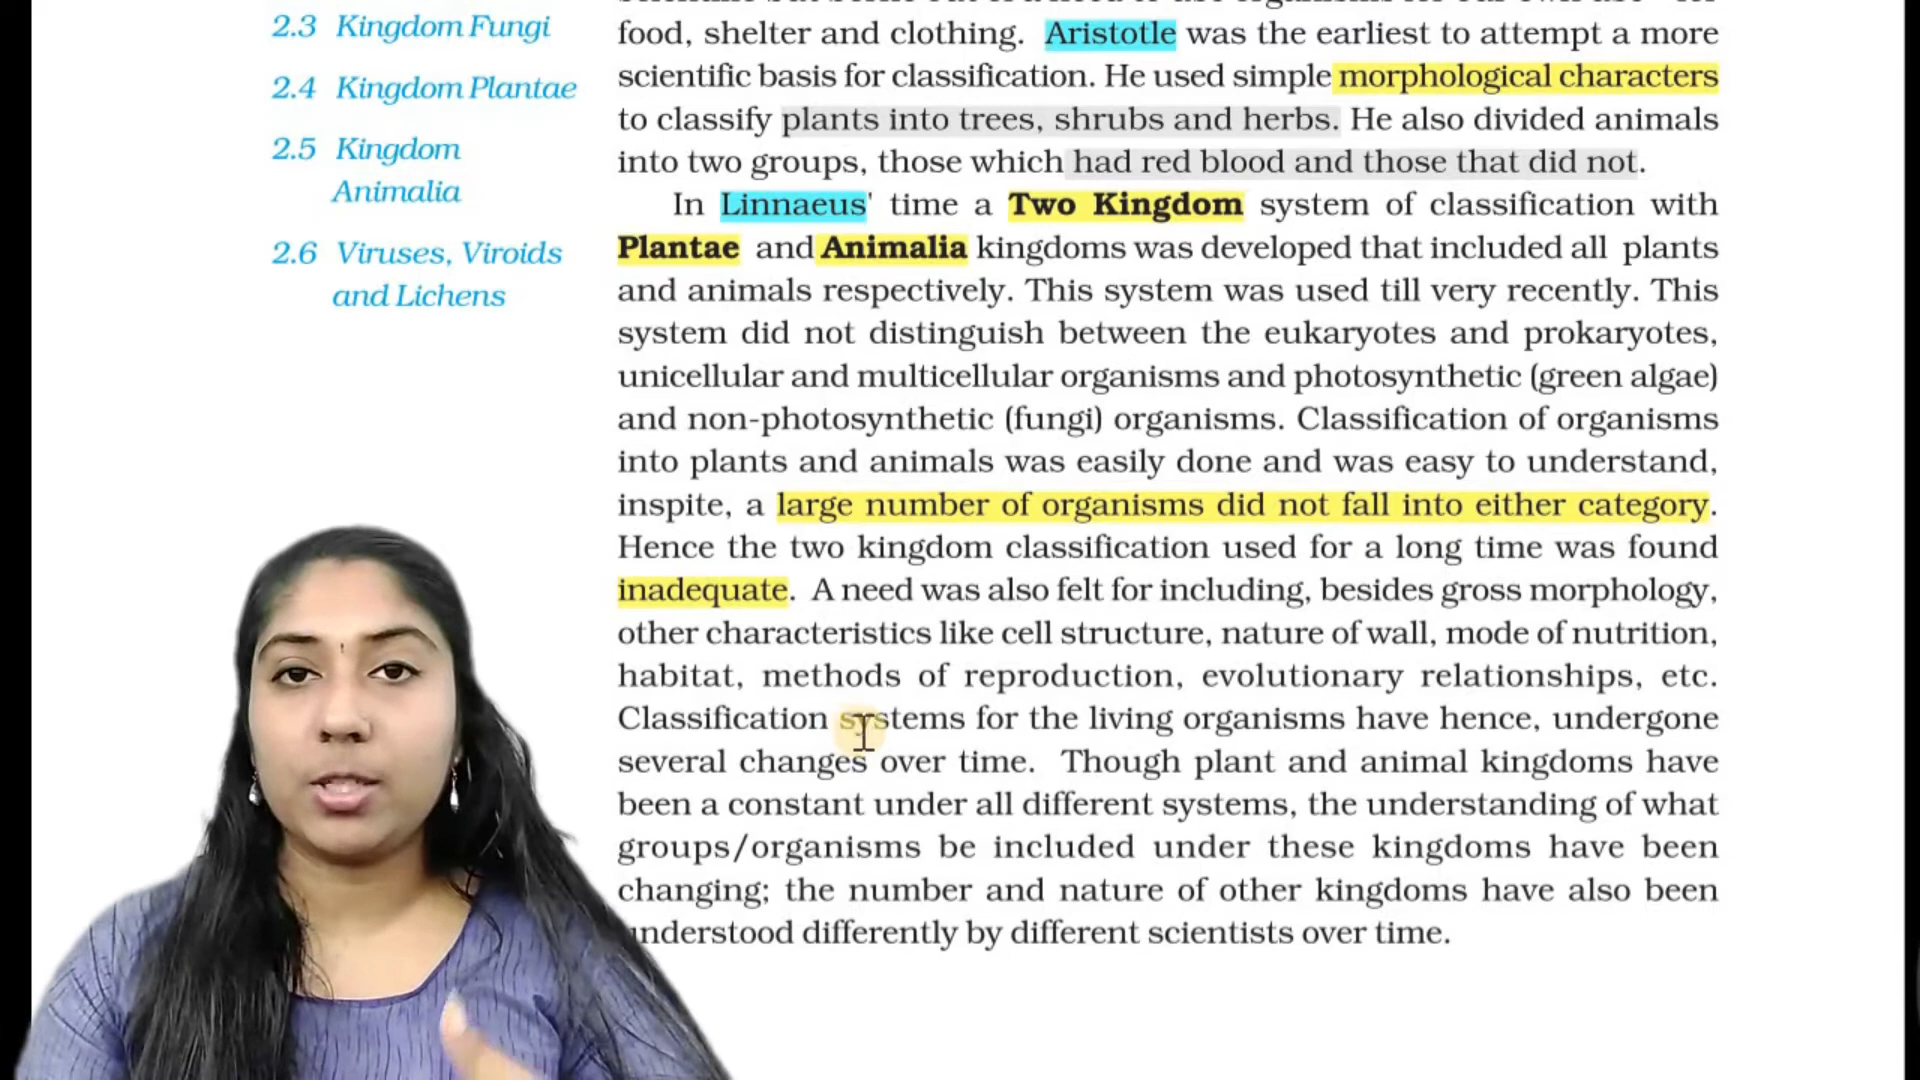 2.3 Kingdom Fungi
2.4 Kingdom Plantae
2.5 Kingdom
Animalia
2.6 Viruses, Viroids
and Lichens
food, shelter and clothing. Aristotle was the earliest to attempt a more
scientific basis for classification. He used simple morphological characters
to classify plants into trees, shrubs and herbs. He also divided animals
into two groups, those which had red blood and those that did not.
In Linnaeus' time a Two Kingdom system of classification with
Plantae and Animalia kingdoms was developed that included all plants
and animals respectively. This system was used till very recently. This
system did not distinguish between the eukaryotes and prokaryotes,
unicellular and multicellular organisms and photosynthetic (green algae)
and non-photosynthetic (fungi) organisms. Classification of organisms
into plants and animals was easily done and was easy to understand,
inspite, a large number of organisms did not fall into either category.
Hence the two kingdom classification used for a long time was found
inadequate. A need was also felt for including, besides gross morphology,
other characteristics like cell structure, nature of wall, mode of nutrition,
habitat, methods of reproduction, evolutionary relationships, etc.
Classification systems for the living organisms have hence, undergone
several changes over time. Though plant and animal kingdoms have
been a constant under all different systems, the understanding of what
groups/organisms be included under these kingdoms have been
changing; the number and nature of other kingdoms have also been
understood differently by different scientists over time.